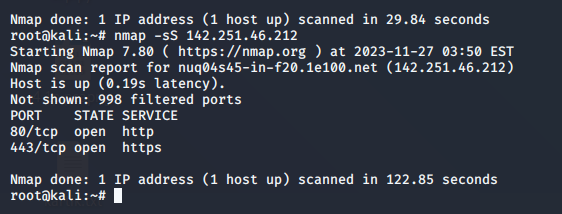 Nmap done: 1 IP address (1 host up) scanned in 29.84 seconds
root@kali:~# nmap -sS 142.251.46.212
Starting Nmap 7.80 ( https://nmap.org ) at 2023-11-27 03:50 EST
Nmap scan report for nuq04s45-in-f20.1e100.net (142.251.46.212)
Host is up (0.19s latency).
Not shown: 998 filtered ports
PORT    STATE SERVICE
80/tcp  open  http
443/tcp open  https
Nmap done: 1 IP address (1 host up) scanned in 122.85 seconds
root@kali:~#